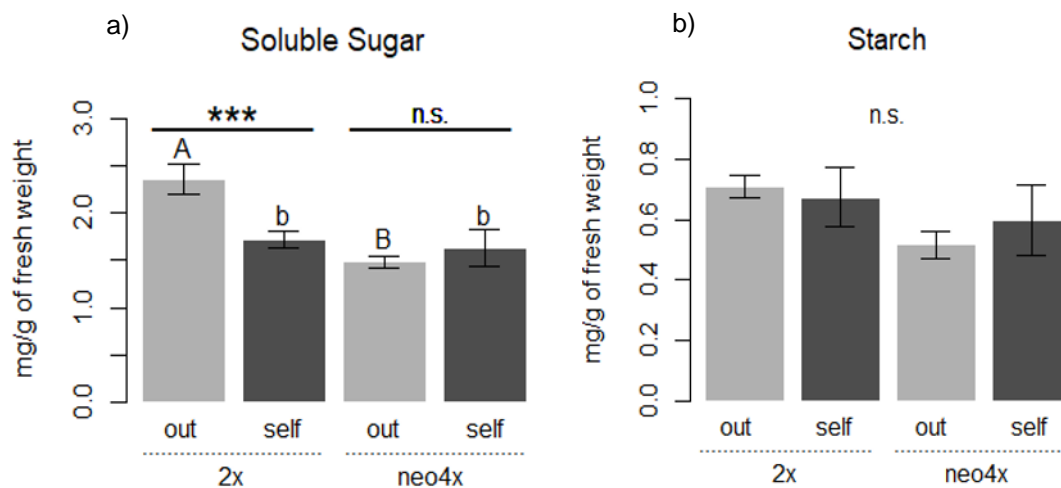 a)
Soluble Sugar
mg/g of fresh weight
3.0
2.0
1.0
0.0
***
n.s.
A
b
B
b
out self out self
2x neo4x
b)
Starch
mg/g of fresh weight
1.0
0.8
0.6
0.4
0.2
0.0
n.s.
out self out self
2x neo4x